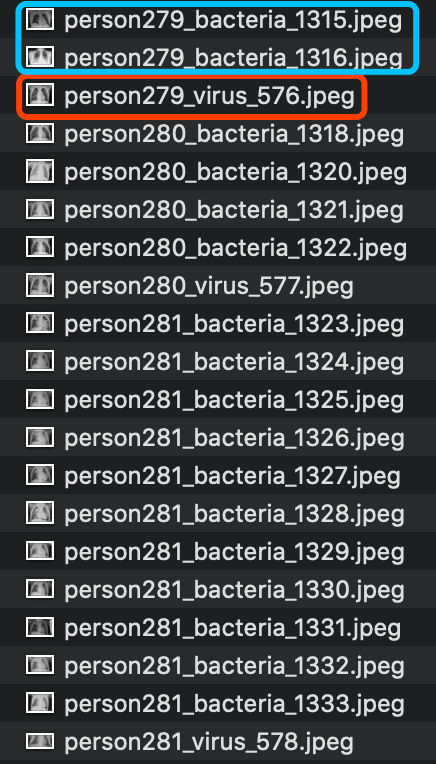 person279_bacteria_1315.jpeg
person279_bacteria_1316.jpeg
person279_virus_576.jpeg
person280_bacteria_1318.jpeg
person280_bacteria_1320.jpeg
person280_bacteria_1321.jpeg
person280_bacteria_1322.jpeg
person280_virus_577.jpeg
person281_bacteria_1323.jpeg
person281_bacteria_1324.jpeg
person281_bacteria_1325.jpeg
person281_bacteria_1326.jpeg
person281_bacteria_1327.jpeg
person281_bacteria_1328.jpeg
person281_bacteria_1329.jpeg
person281_bacteria_1330.jpeg
person281_bacteria_1331.jpeg
person281_bacteria_1332.jpeg
person281_bacteria_1333.jpeg
person281_virus_578.jpeg